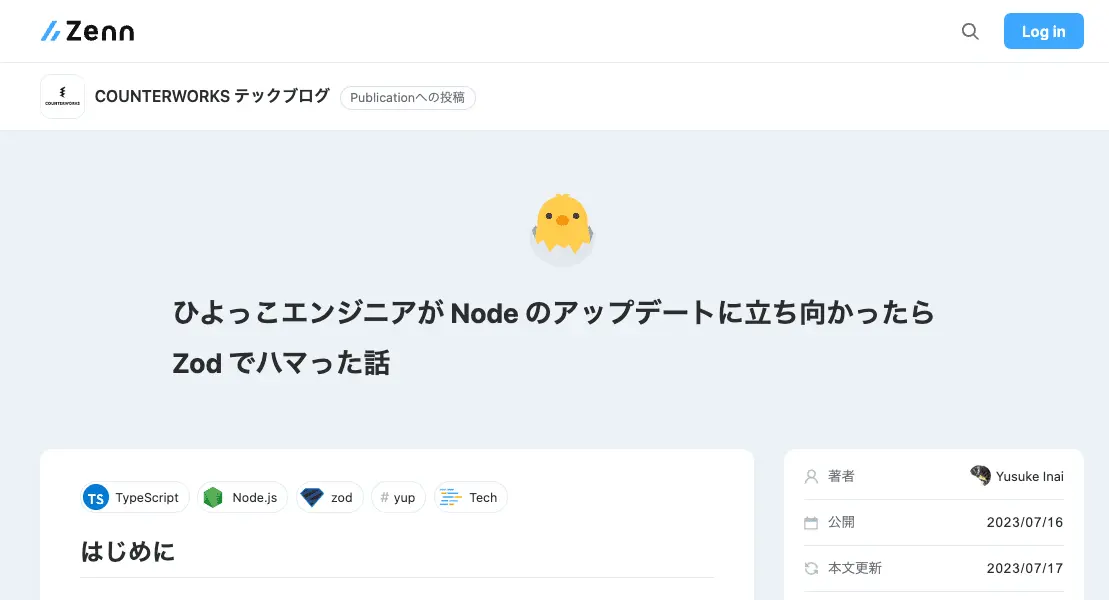 Zenn
Log in
COUNTERWORKS
COUNTERWORKS テックブログ
Publicationへの投稿
ひよっこエンジニアが Node のアップデートに立ち向かったら
Zod でハマった話
TS TypeScript
Node.js
zod
# yup
Tech
はじめに
著者 Yusuke Inai
公開 2023/07/16
本文更新 2023/07/17